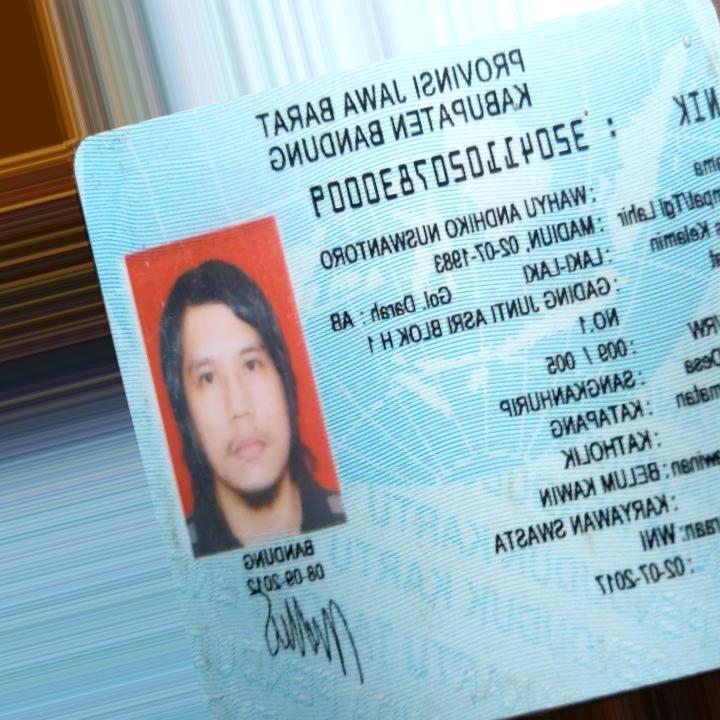 PROVINSI JAWA BARAT
KABUPATEN BANDUNG
NIK : 3204110207830009
ama : WAHYU ANDHIKO NUSWANTORO
mpat/Tgl Lahir : MADIUN, 02-07-1983
s Kelamin : LAKI-LAKI Gol. Darah : AB
at : GADING JUNTI ASRI BLOK H 1
NO.1
/RW : 009 / 005
Desa : SANGKANHURIP
matan : KATAPANG
: KATHOLIK
winan : BELUM KAWIN
: KARYAWAN SWASTA
raan: WNI
: 02-07-2017
BANDUNG
08-09-2012